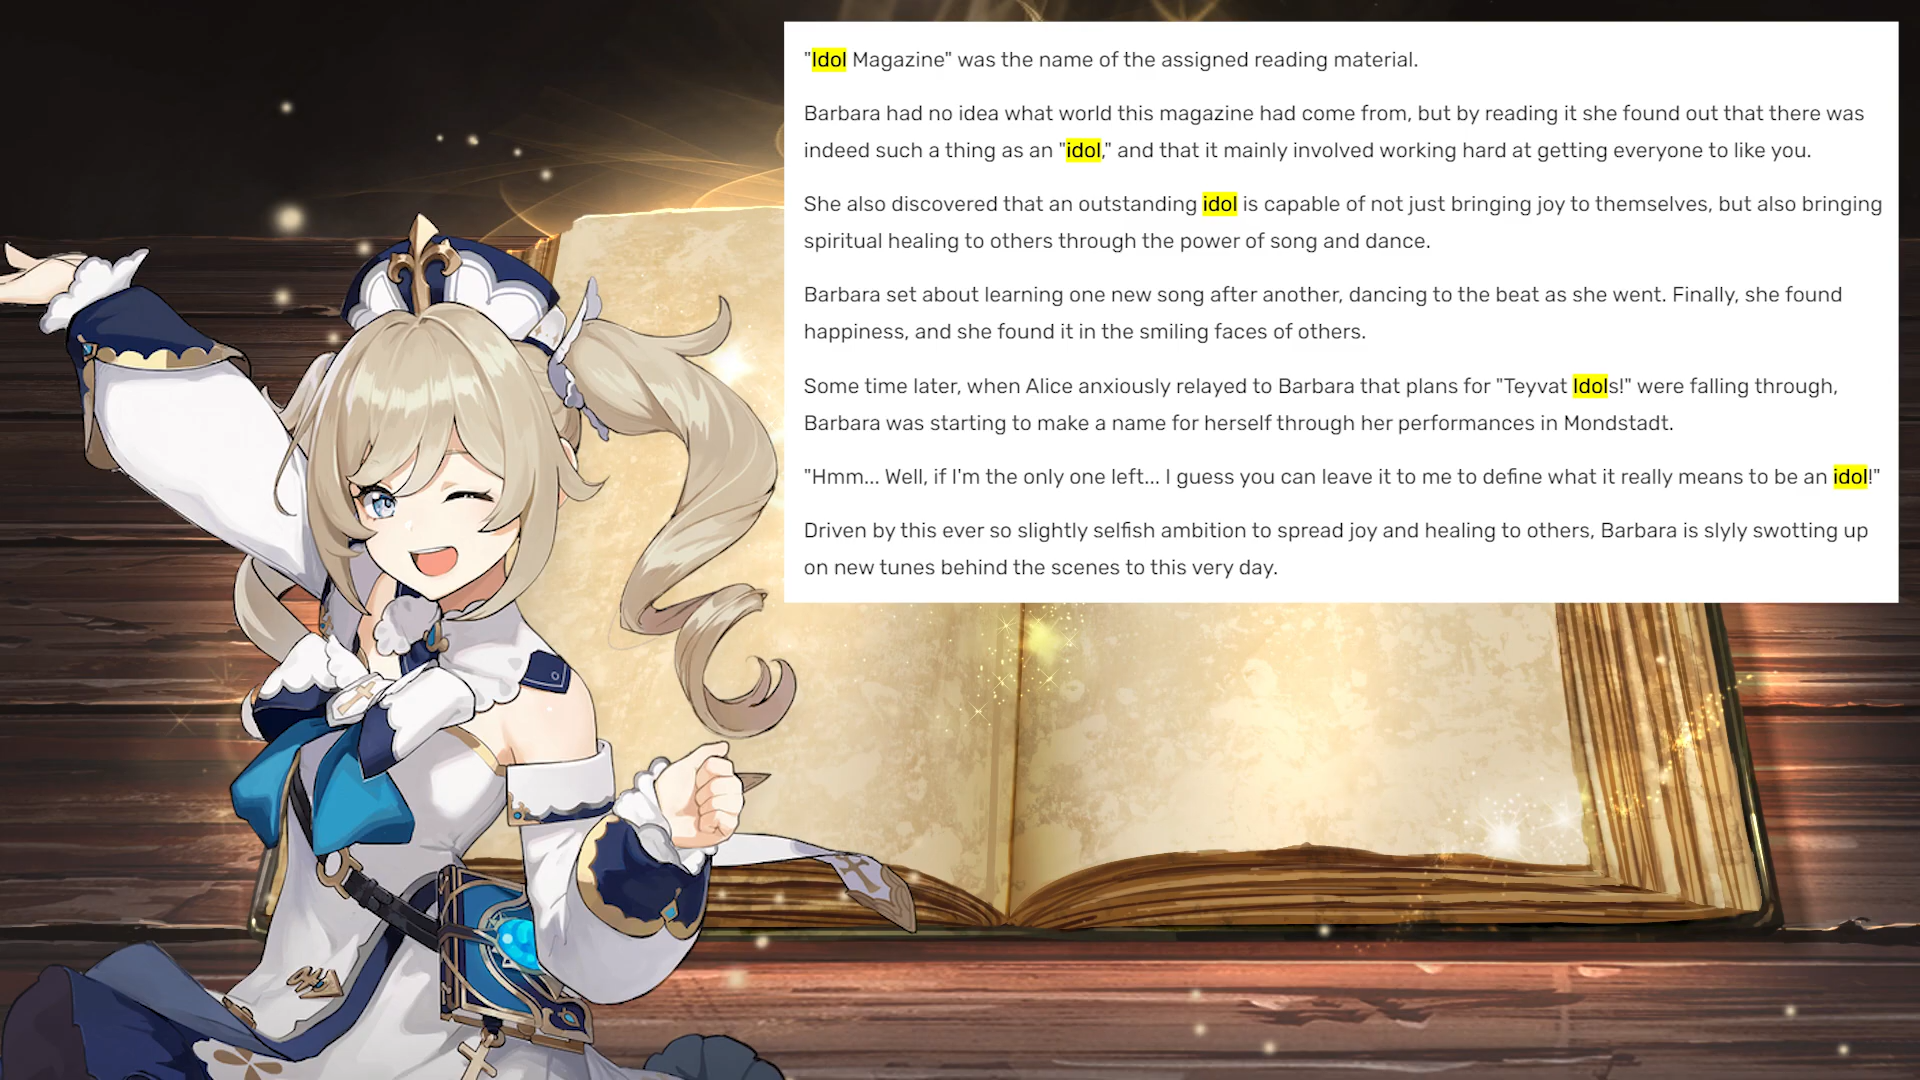 "Idol Magazine" was the name of the assigned reading material.
Barbara had no idea what world this magazine had come from, but by reading it she found out that there was
indeed such a thing as an "idol," and that it mainly involved working hard at getting everyone to like you.
She also discovered that an outstanding idol is capable of not just bringing joy to themselves, but also bringing
spiritual healing to others through the power of song and dance.
Barbara set about learning one new song after another, dancing to the beat as she went. Finally, she found
happiness, and she found it in the smiling faces of others.
Some time later, when Alice anxiously relayed to Barbara that plans for "Teyvat Idols!" were falling through,
Barbara was starting to make a name for herself through her performances in Mondstadt.
"Hmm... Well, if I'm the only one left... I guess you can leave it to me to define what it really means to be an idol!"
Driven by this ever so slightly selfish ambition to spread joy and healing to others, Barbara is slyly swotting up
on new tunes behind the scenes to this very day.